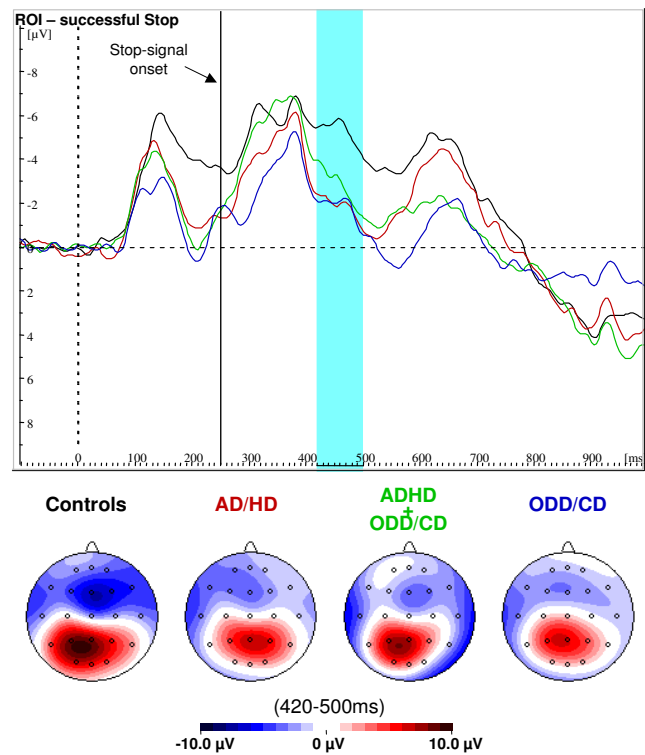 ROI – successful Stop
[µV]
-8
Stop-signal
onset
-6
-4
-2
0
2
4
6
8
0 100 200 300 400 500 600 700 800 900 [ms
Controls
AD/HD
ADHD
+
ODD/CD
ODD/CD
(420-500ms)
-10.0 µV 0 µV 10.0 µV